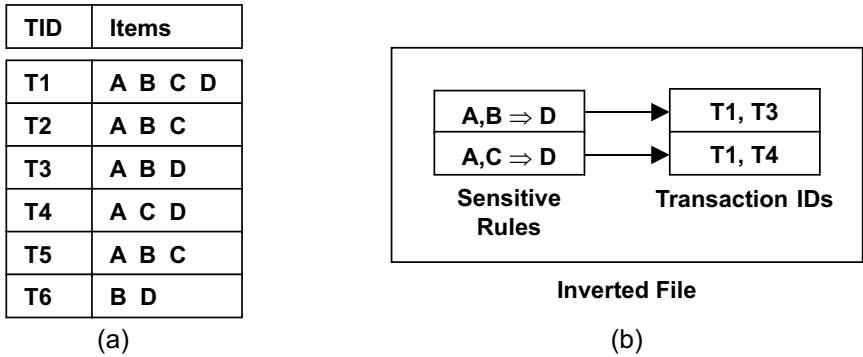 TID Items
T1 A B C D
T2 A B C
T3 A B D
T4 A C D
T5 A B C
T6 B D
(a)
A,B ⇒ D T1, T3
A,C ⇒ D T1, T4
Sensitive Rules
Transaction IDs
Inverted File
(b)